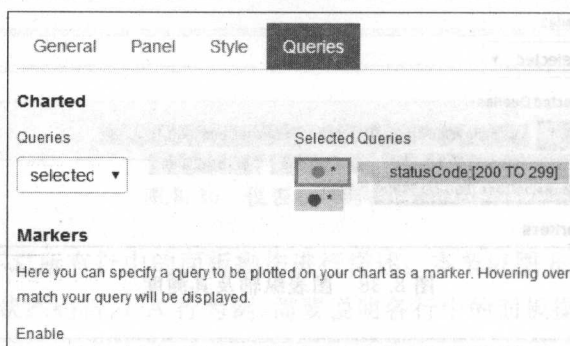 General Panel Style Queries
Charted
Queries Selected Queries
selected ▼ ● * statusCode:[200 TO 299]
● *
Markers
Here you can specify a query to be plotted on your chart as a marker. Hovering over
match your query will be displayed.
Enable